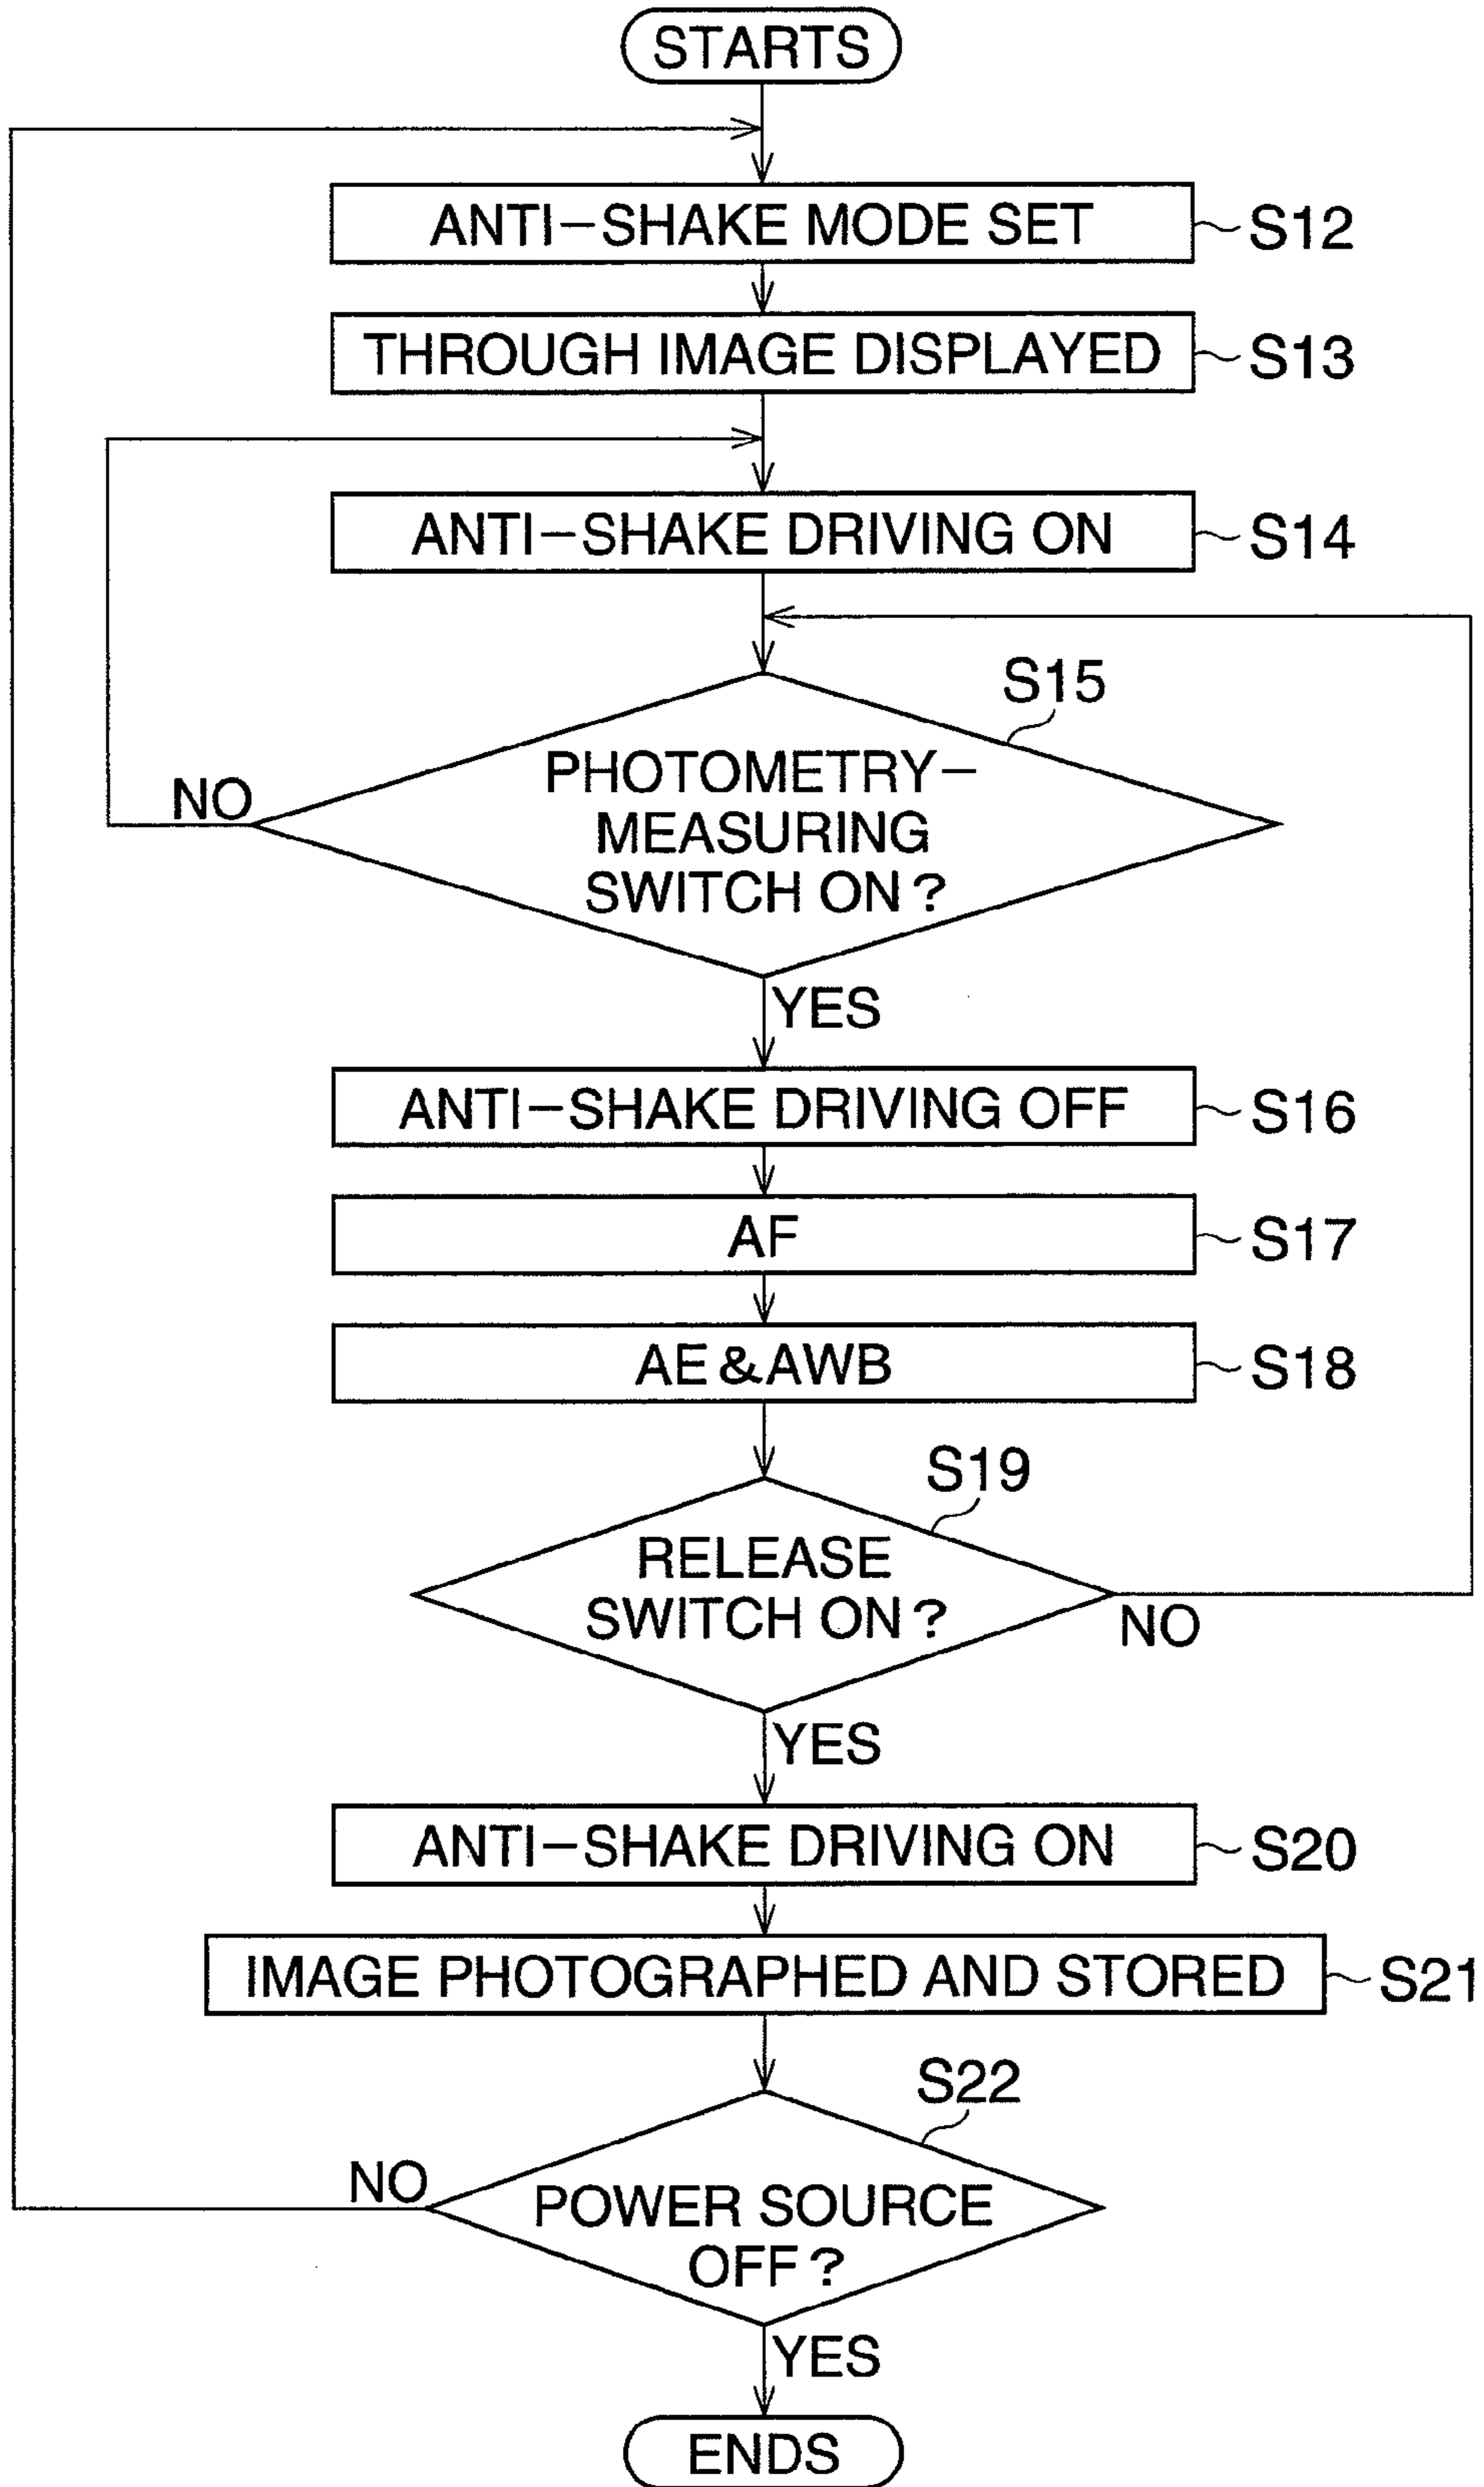 STARTS
ANTI-SHAKE MODE SET
S12
THROUGH IMAGE DISPLAYED
S13
ANTI-SHAKE DRIVING ON
S14
S15
PHOTOMETRY-
MEASURING
SWITCH ON?
NO
YES
ANTI-SHAKE DRIVING OFF
S16
AF
S17
AE&AWB
S18
S19
RELEASE
SWITCH ON?
NO
YES
ANTI-SHAKE DRIVING ON
S20
IMAGE PHOTOGRAPHED AND STORED
S21
S22
NO
POWER SOURCE
OFF?
YES
ENDS